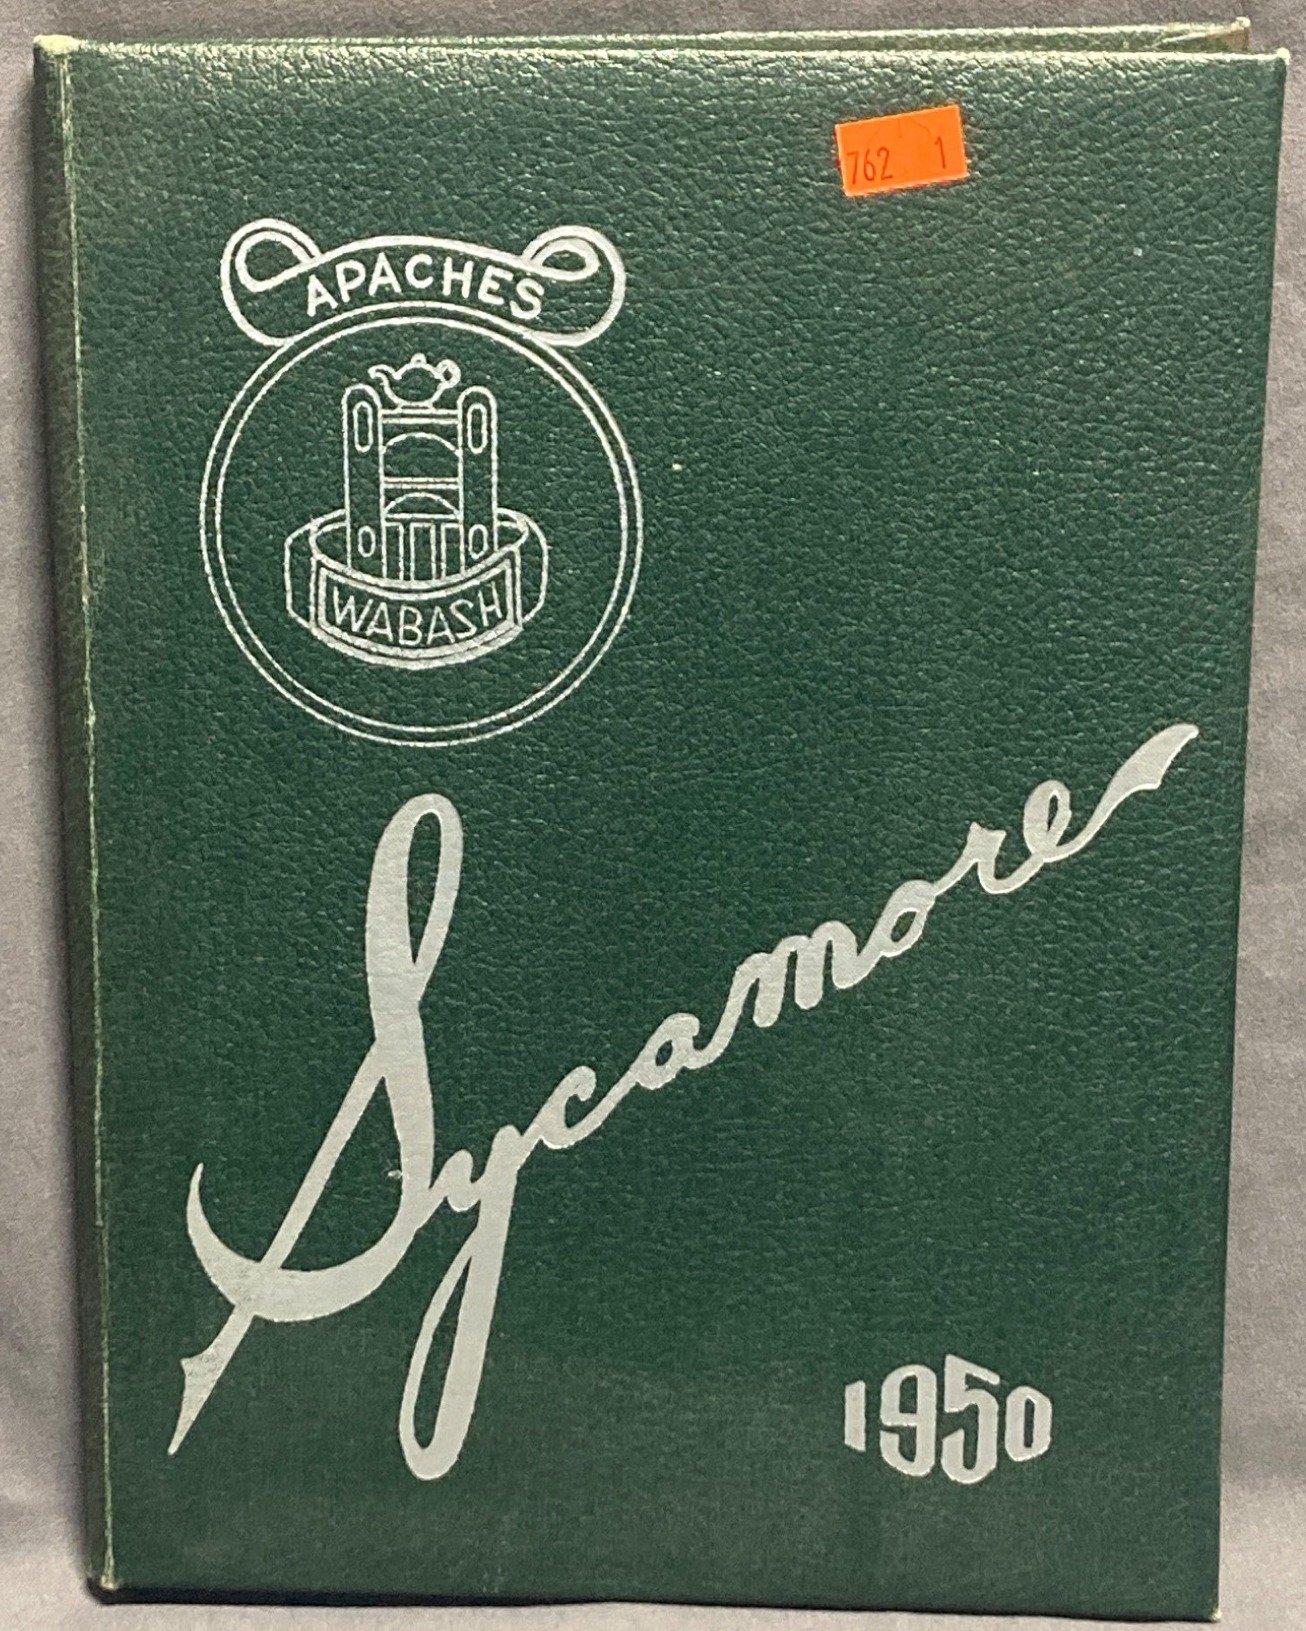 762 1
APACHES
WABASH
Sycamore
1950